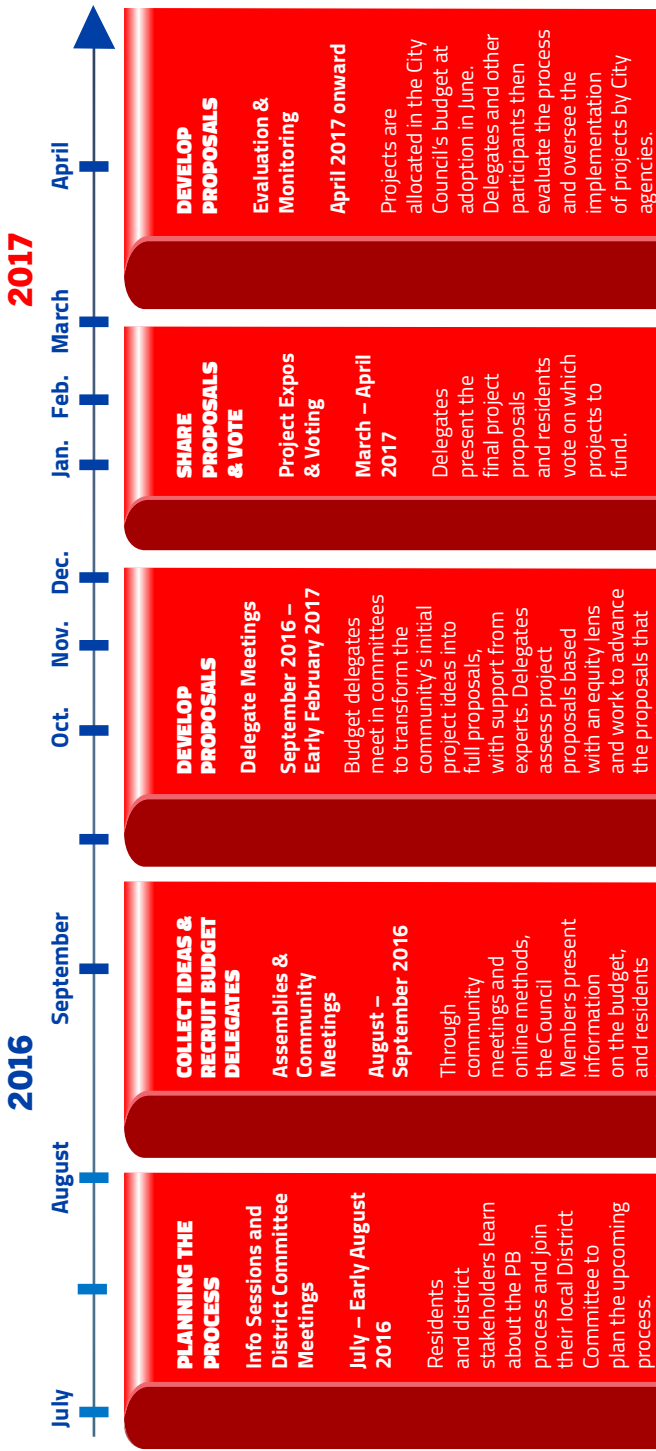 2016
2017
July
August
September
Oct.
Nov.
Dec.
Jan.
Feb.
March
April
PLANNING THE
PROCESS
Info Sessions and
District Committee
Meetings
July – Early August
2016
Residents
and district
stakeholders learn
about the PB
process and join
their local District
Committee to
plan the upcoming
process.
COLLECT IDEAS &
RECRUIT BUDGET
DELEGATES
Assemblies &
Community
Meetings
August –
September 2016
Through
community
meetings and
online methods,
the Council
Members present
information
on the budget,
and residents
DEVELOP
PROPOSALS
Delegate Meetings
September 2016 –
Early February 2017
Budget delegates
meet in committees
to transform the
community's initial
project ideas into
full proposals,
with support from
experts. Delegates
assess project
proposals based
with an equity lens
and work to advance
the proposals that
SHARE
PROPOSALS
& VOTE
Project Expos
& Voting
March – April
2017
Delegates
present the
final project
proposals
and residents
vote on which
projects to
fund.
DEVELOP
PROPOSALS
Evaluation &
Monitoring
April 2017 onward
Projects are
allocated in the City
Council's budget at
adoption in June.
Delegates and other
participants then
evaluate the process
and oversee the
implementation
of projects by City
agencies.